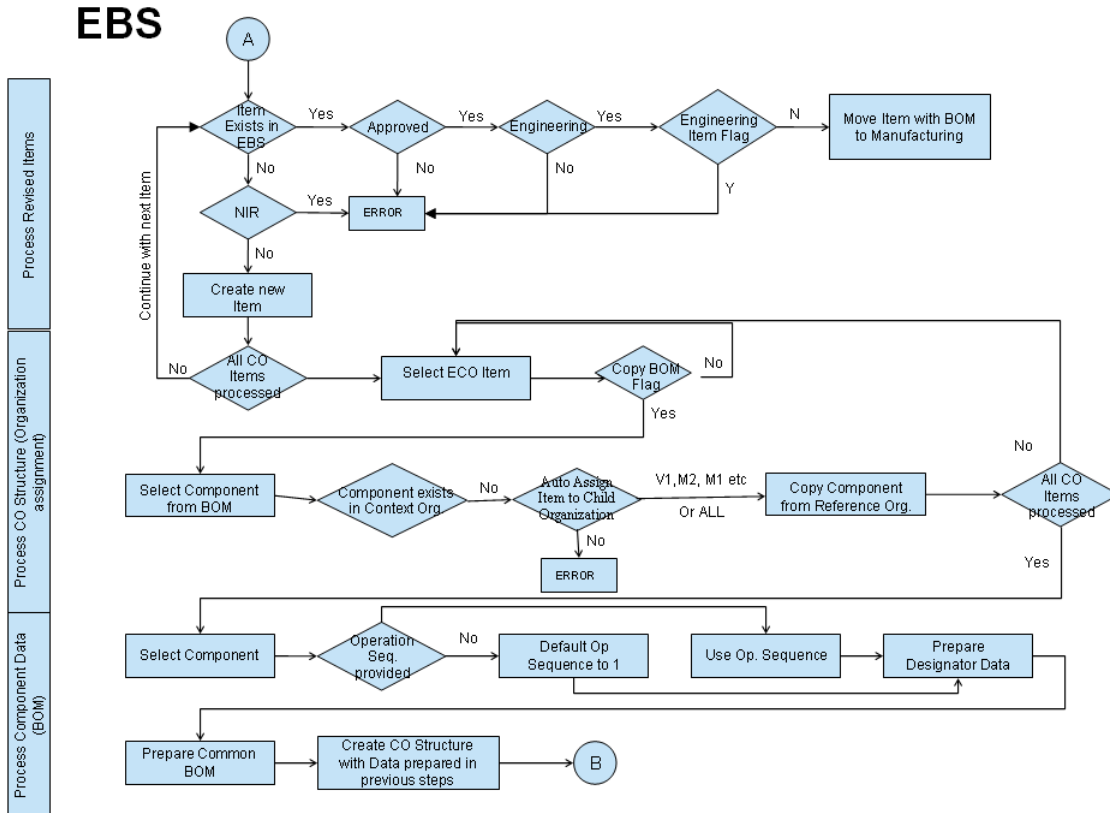 EBS
A
Process Revised Items
Item
Exists in
EBS
Yes
Approved
Yes
Engineering
Yes
Engineering
Item Flag
N
Move Item with BOM
to Manufacturing
No
No
No
Y
NIR
Yes
ERROR
Continue with next Item
No
Create new
Item
Process CO Structure (Organization
assignment)
No
All CO
Items
processed
Select ECO Item
Copy BOM
Flag
No
Yes
No
Select Component
from BOM
Component exists
in Context Org.
No
Auto Assign
Item to Child
Organization
V1,M2, M1 etc
Or ALL
Copy Component
from Reference Org.
All CO
Items
processed
No
ERROR
Yes
Process Component Data
(BOM)
Select Component
Operation
Seq.
provided
No
Default Op
Sequence to 1
Use Op. Sequence
Prepare
Designator Data
Prepare Common
BOM
Create CO Structure
with Data prepared in
previous steps
B